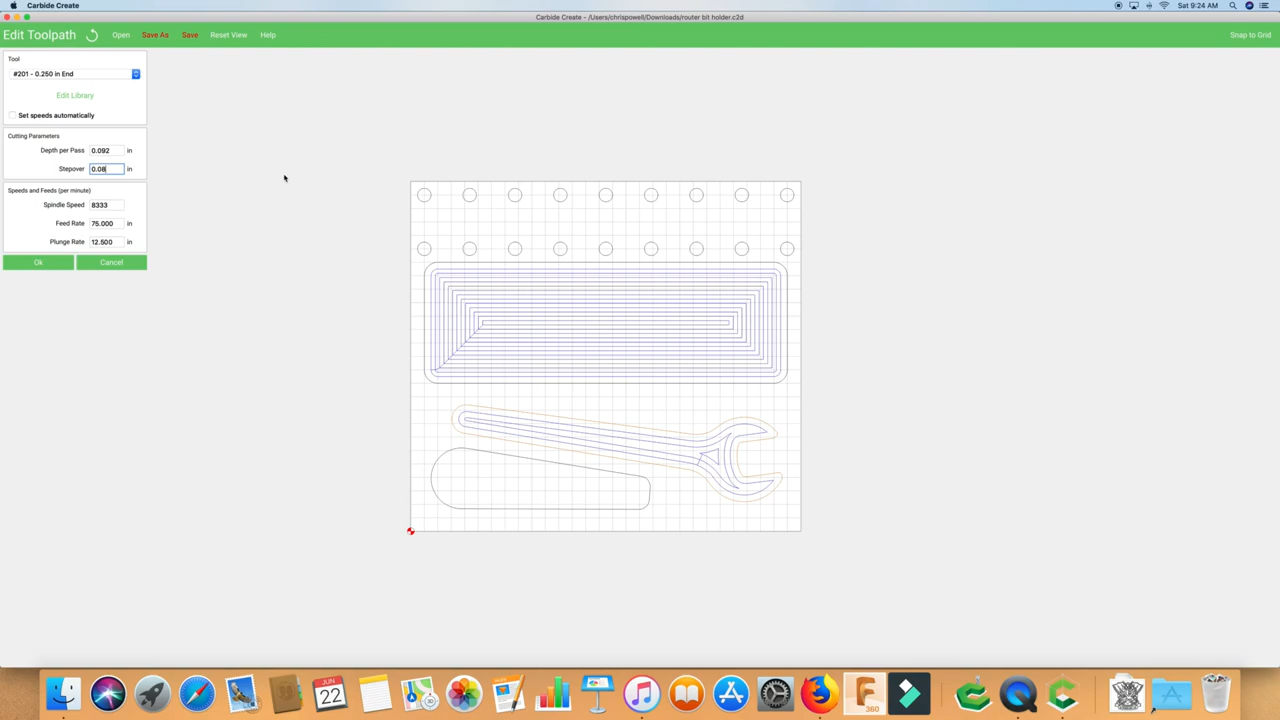 Carbide Create
Sat 9:24 AM
Carbide Create - /Users/chrispowell/Downloads/router bit holder.c2d
Edit Toolpath Open Save As Save Reset View Help Snap to Grid
Tool
#201 - 0.250 in End
Edit Library
Set speeds automatically
Cutting Parameters
Depth per Pass 0.092 in
Stepover 0.08 in
Speeds and Feeds (per minute)
Spindle Speed 8333
Feed Rate 75.000 in
Plunge Rate 12.500 in
Ok Cancel
JUN
22
360